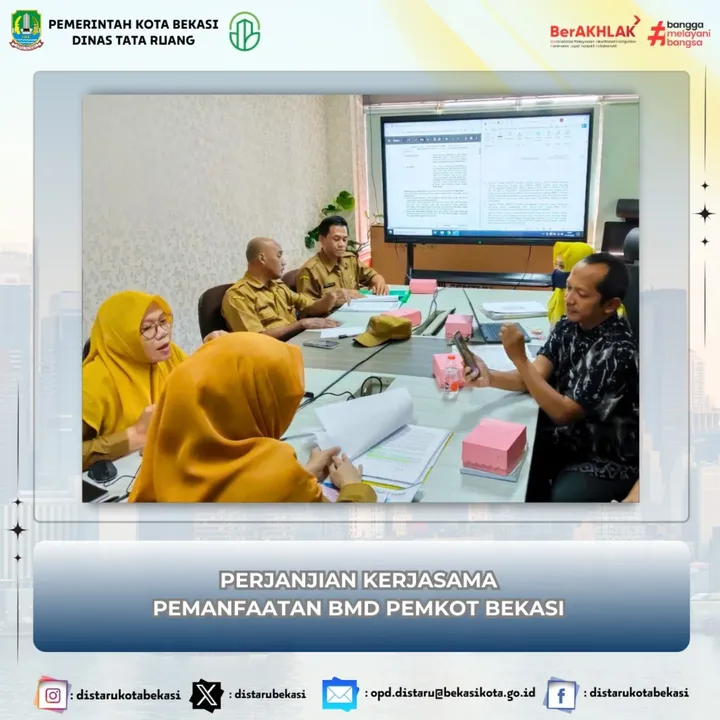 PEMERINTAH KOTA BEKASI
DINAS TATA RUANG
BerAKHLAK
#bangga
melayani
bangsa
PERJANJIAN KERJASAMA
PEMANFAATAN BMD PEMKOT BEKASI
: distarukotabekasi
: distarubekasi
: opd.distaru@bekasikota.go.id
: distarukotabekasi